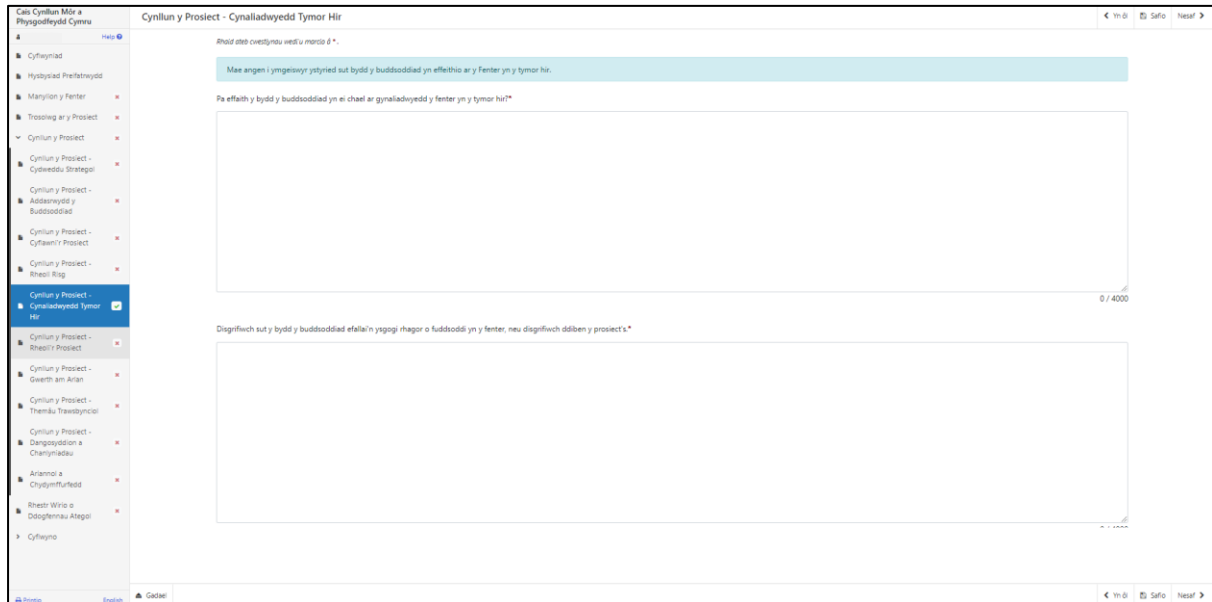 Cais Cynllun Môr a
Physgodfeydd Cymru
Help
Cyflwyniad
Hysbysiad Preifatrwydd
Manylion y Fenter
Trosolwg ar y Prosiect
Cynllun y Prosiect
Cynllun y Prosiect -
Cydweddu Strategol
Cynllun y Prosiect -
Addasrwydd y
Buddsoddiad
Cynllun y Prosiect -
Cyflawni'r Prosiect
Cynllun y Prosiect -
Rheoli Risg
Cynllun y Prosiect -
Cynaliadwyedd Tymor
Hir
Cynllun y Prosiect -
Rheoli'r Prosiect
Cynllun y Prosiect -
Gwerth am Arian
Cynllun y Prosiect -
Themâu Trawsbynciol
Cynllun y Prosiect -
Dangosyddion a
Chanlyniadau
Ariannol a
Chydymffurfedd
Rhestr Wirio o
Ddogfennau Ategol
Cyflwyno
Printio English
Cynllun y Prosiect - Cynaliadwyedd Tymor Hir
Yn ôl Safio Nesaf
Rhaid ateb cwestiynau wedi'u marcio â *.
Mae angen i ymgeiswyr ystyried sut bydd y buddsoddiad yn effeithio ar y Fenter yn y tymor hir.
Pa effaith y bydd y buddsoddiad yn ei chael ar gynaliadwyedd y fenter yn y tymor hir?*
0 / 4000
Disgrifiwch sut y bydd y buddsoddiad efallai'n ysgogi rhagor o fuddsoddi yn y fenter, neu disgrifiwch ddiben y prosiect's.*
Gadael
Yn ôl Safio Nesaf